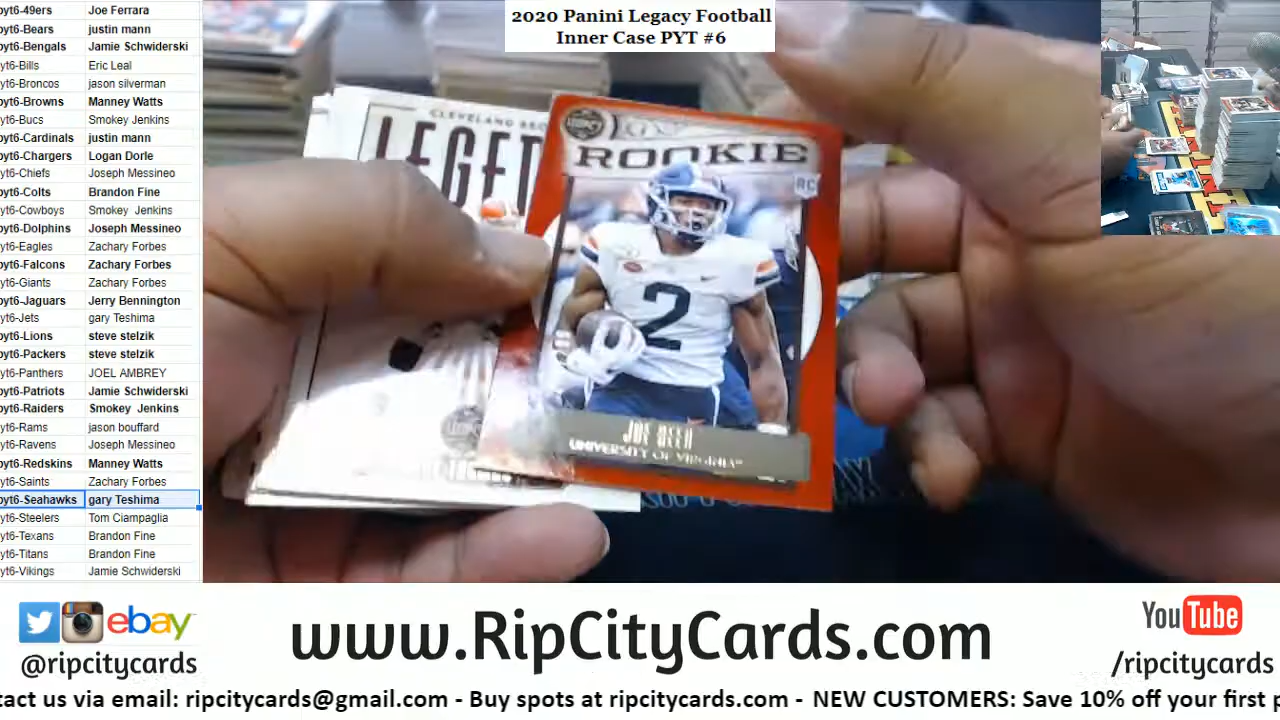 2020 Panini Legacy Football
Inner Case PYT #6
pyt6-49ers Joe Ferrara
pyt6-Bears justin mann
pyt6-Bengals Jamie Schwiderski
pyt6-Bills Eric Leal
pyt6-Broncos jason silverman
pyt6-Browns Manney Watts
pyt6-Bucs Smokey Jenkins
pyt6-Cardinals justin mann
pyt6-Chargers Logan Dorle
pyt6-Chiefs Joseph Messineo
pyt6-Colts Brandon Fine
pyt6-Cowboys Smokey Jenkins
pyt6-Dolphins Joseph Messineo
pyt6-Eagles Zachary Forbes
pyt6-Falcons Zachary Forbes
pyt6-Giants Zachary Forbes
pyt6-Jaguars Jerry Bennington
pyt6-Jets gary Teshima
pyt6-Lions steve stelzik
pyt6-Packers steve stelzik
pyt6-Panthers JOEL AMBREY
pyt6-Patriots Jamie Schwiderski
pyt6-Raiders Smokey Jenkins
pyt6-Rams jason bouffard
pyt6-Ravens Joseph Messineo
pyt6-Redskins Manney Watts
pyt6-Saints Zachary Forbes
pyt6-Seahawks gary Teshima
pyt6-Steelers Tom Ciampaglia
pyt6-Texans Brandon Fine
pyt6-Titans Brandon Fine
pyt6-Vikings Jamie Schwiderski
CLEVELAND
LEGE
ROOKIE
RC
2
UNIVERSITY OF VIRGINIA
ebay
@ripcitycards
www.RipCityCards.com
YouTube
/ripcitycards
tact us via email: ripcitycards@gmail.com - Buy spots at ripcitycards.com - NEW CUSTOMERS: Save 10% off your first p